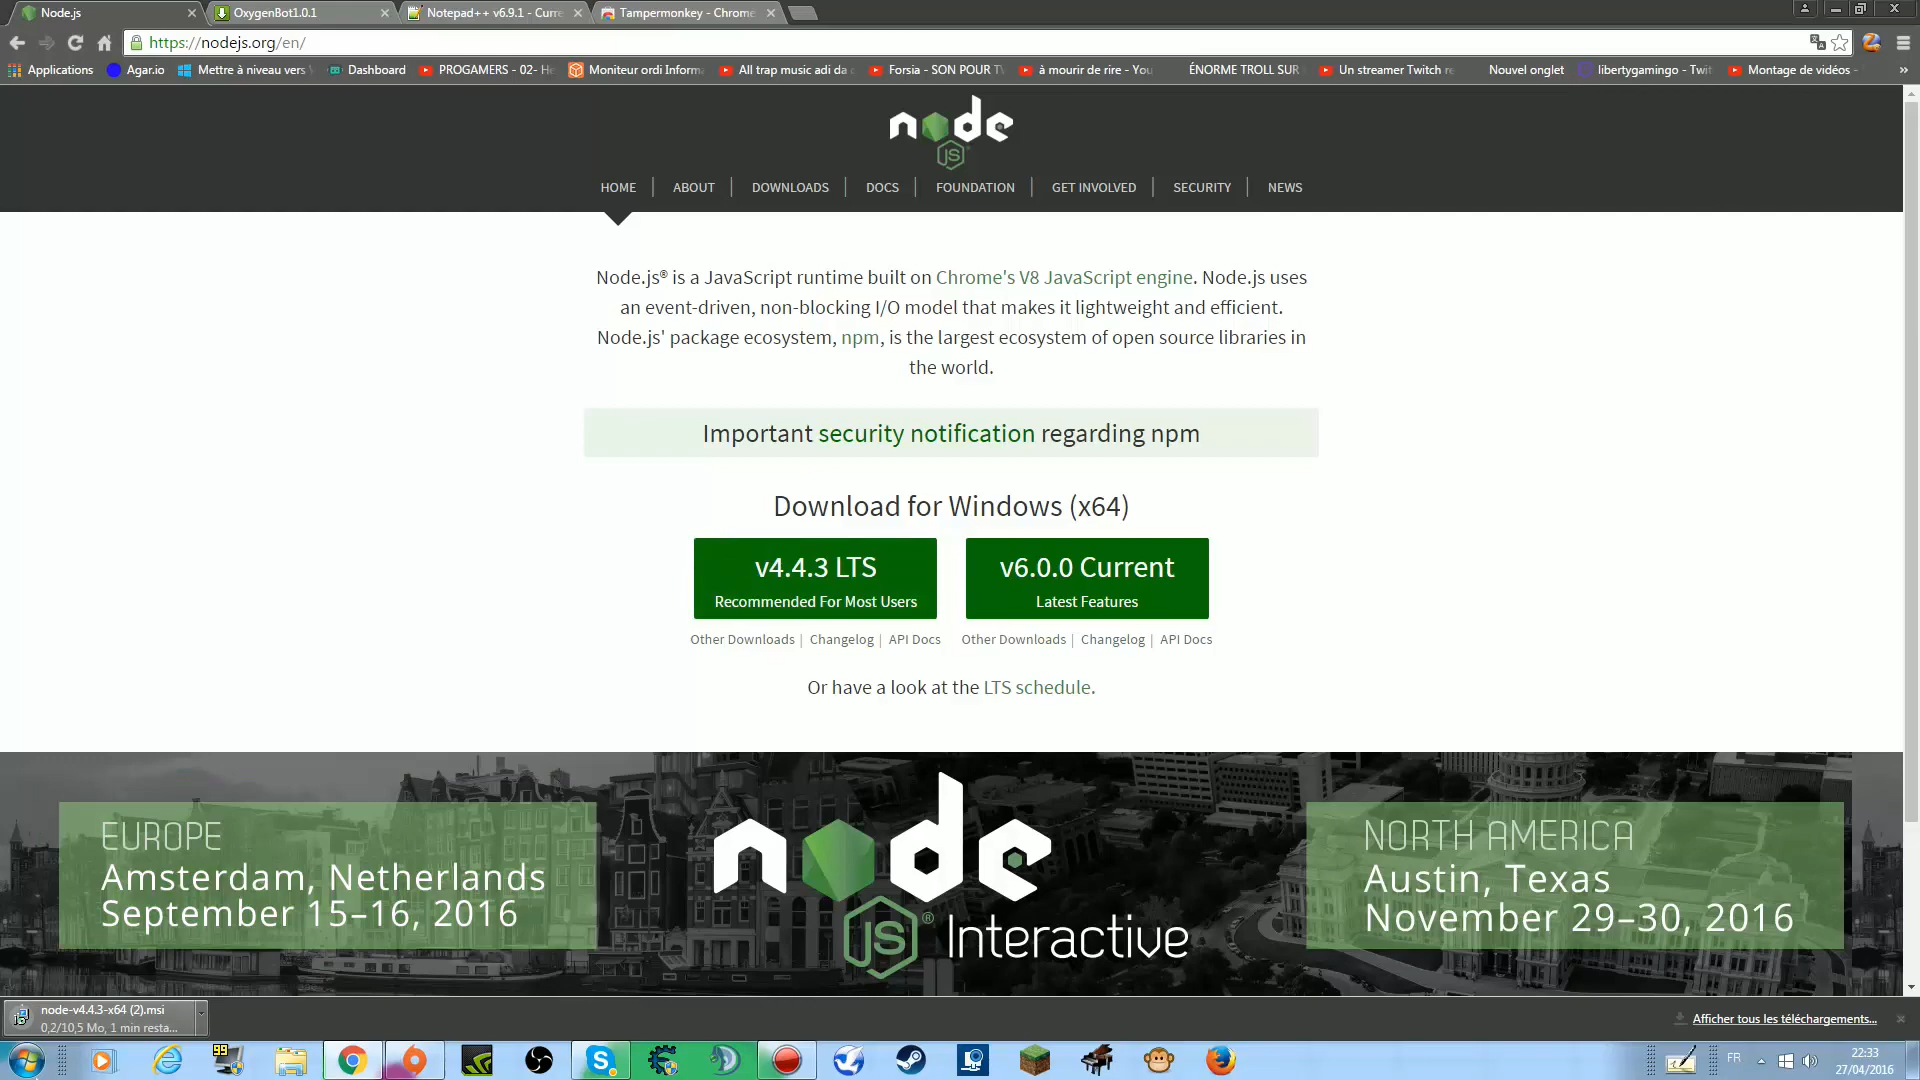 Node.js
OxygenBot1.0.1
Notepad++ v6.9.1 - Curre
Tampermonkey - Chrome
https://nodejs.org/en/
Applications
Agar.io
Mettre à niveau vers
Dashboard
PROGAMERS - 02- H
Moniteur ordi Inform
All trap music adi da
Forsia - SON POUR T
à mourir de rire - You
ÉNORME TROLL SUR
Un streamer Twitch re
Nouvel onglet
libertygamingo - Twi
Montage de vidéos -
»
node
JS
HOME
ABOUT
DOWNLOADS
DOCS
FOUNDATION
GET INVOLVED
SECURITY
NEWS
Node.js® is a JavaScript runtime built on Chrome's V8 JavaScript engine. Node.js uses
an event-driven, non-blocking I/O model that makes it lightweight and efficient.
Node.js' package ecosystem, npm, is the largest ecosystem of open source libraries in
the world.
Important security notification regarding npm
Download for Windows (x64)
v4.4.3 LTS
Recommended For Most Users
v6.0.0 Current
Latest Features
Other Downloads | Changelog | API Docs
Other Downloads | Changelog | API Docs
Or have a look at the LTS schedule.
EUROPE
Amsterdam, Netherlands
September 15–16, 2016
node
JS® Interactive
NORTH AMERICA
Austin, Texas
November 29–30, 2016
node-v4.4.3-x64 (2).msi
0,2/10,5 Mo, 1 min resta...
Afficher tous les téléchargements...
99
FR
22:33
27/04/2016